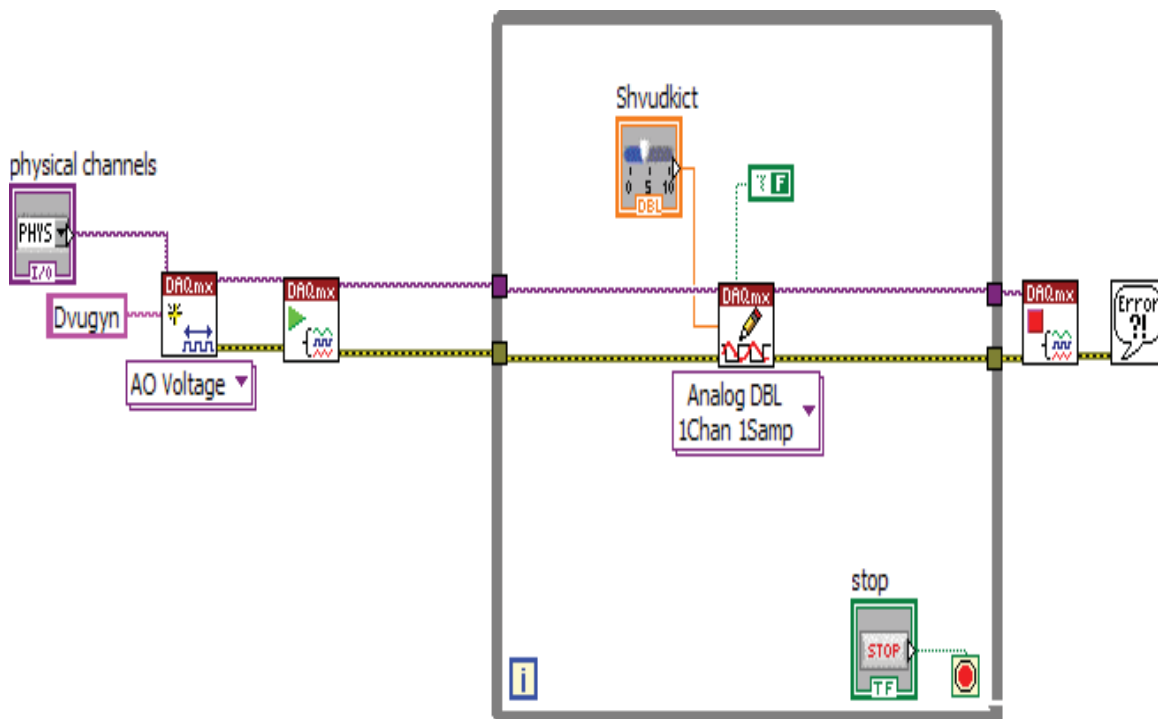 Shvudkict
0 5 10
DBL
physical channels
PHYS
I/O
Dvugyn
DAQmx
AO Voltage
DAQmx
F
DAQmx
Analog DBL
1Chan 1Samp
DAQmx
Error
?!
stop
STOP
TF
i